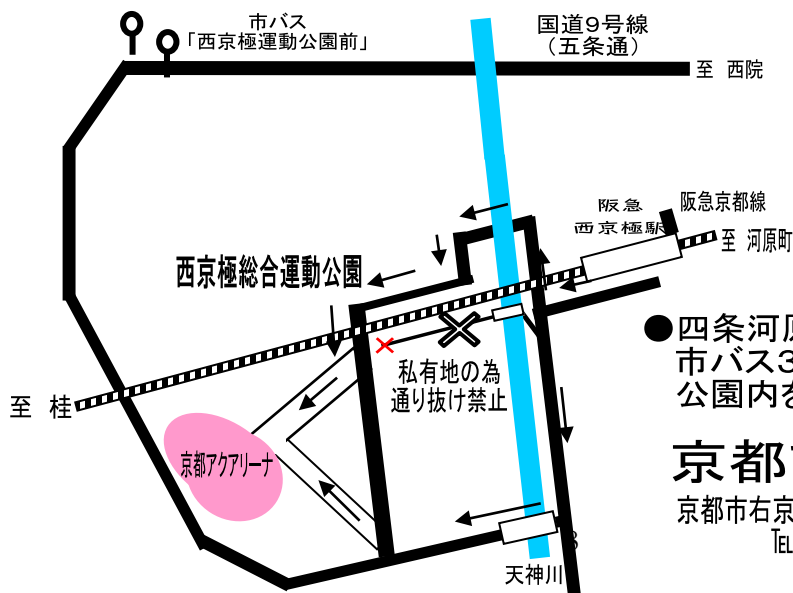 市バス
「西京極運動公園前」
国道9号線
（五条通）
至 西院
阪急
西京極駅
阪急京都線
至 河原町
西京極総合運動公園
●四条河原
市バス3
公園内を
私有地の為
通り抜け禁止
至 桂
京都アクアリーナ
京都市
京都市右京
TEL
天神川